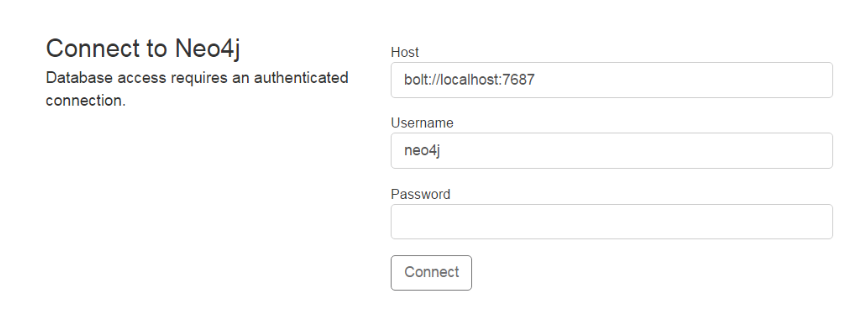 Connect to Neo4j
Database access requires an authenticated
connection.
Host
bolt://localhost:7687
Username
neo4j
Password
Connect